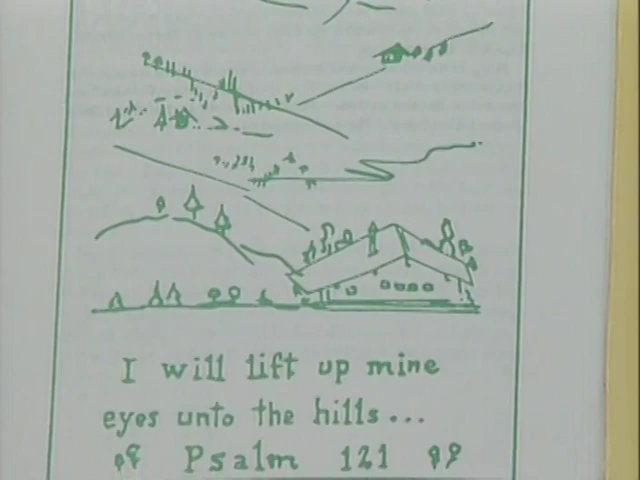 I will lift up mine
eyes unto the hills...
Psalm 121